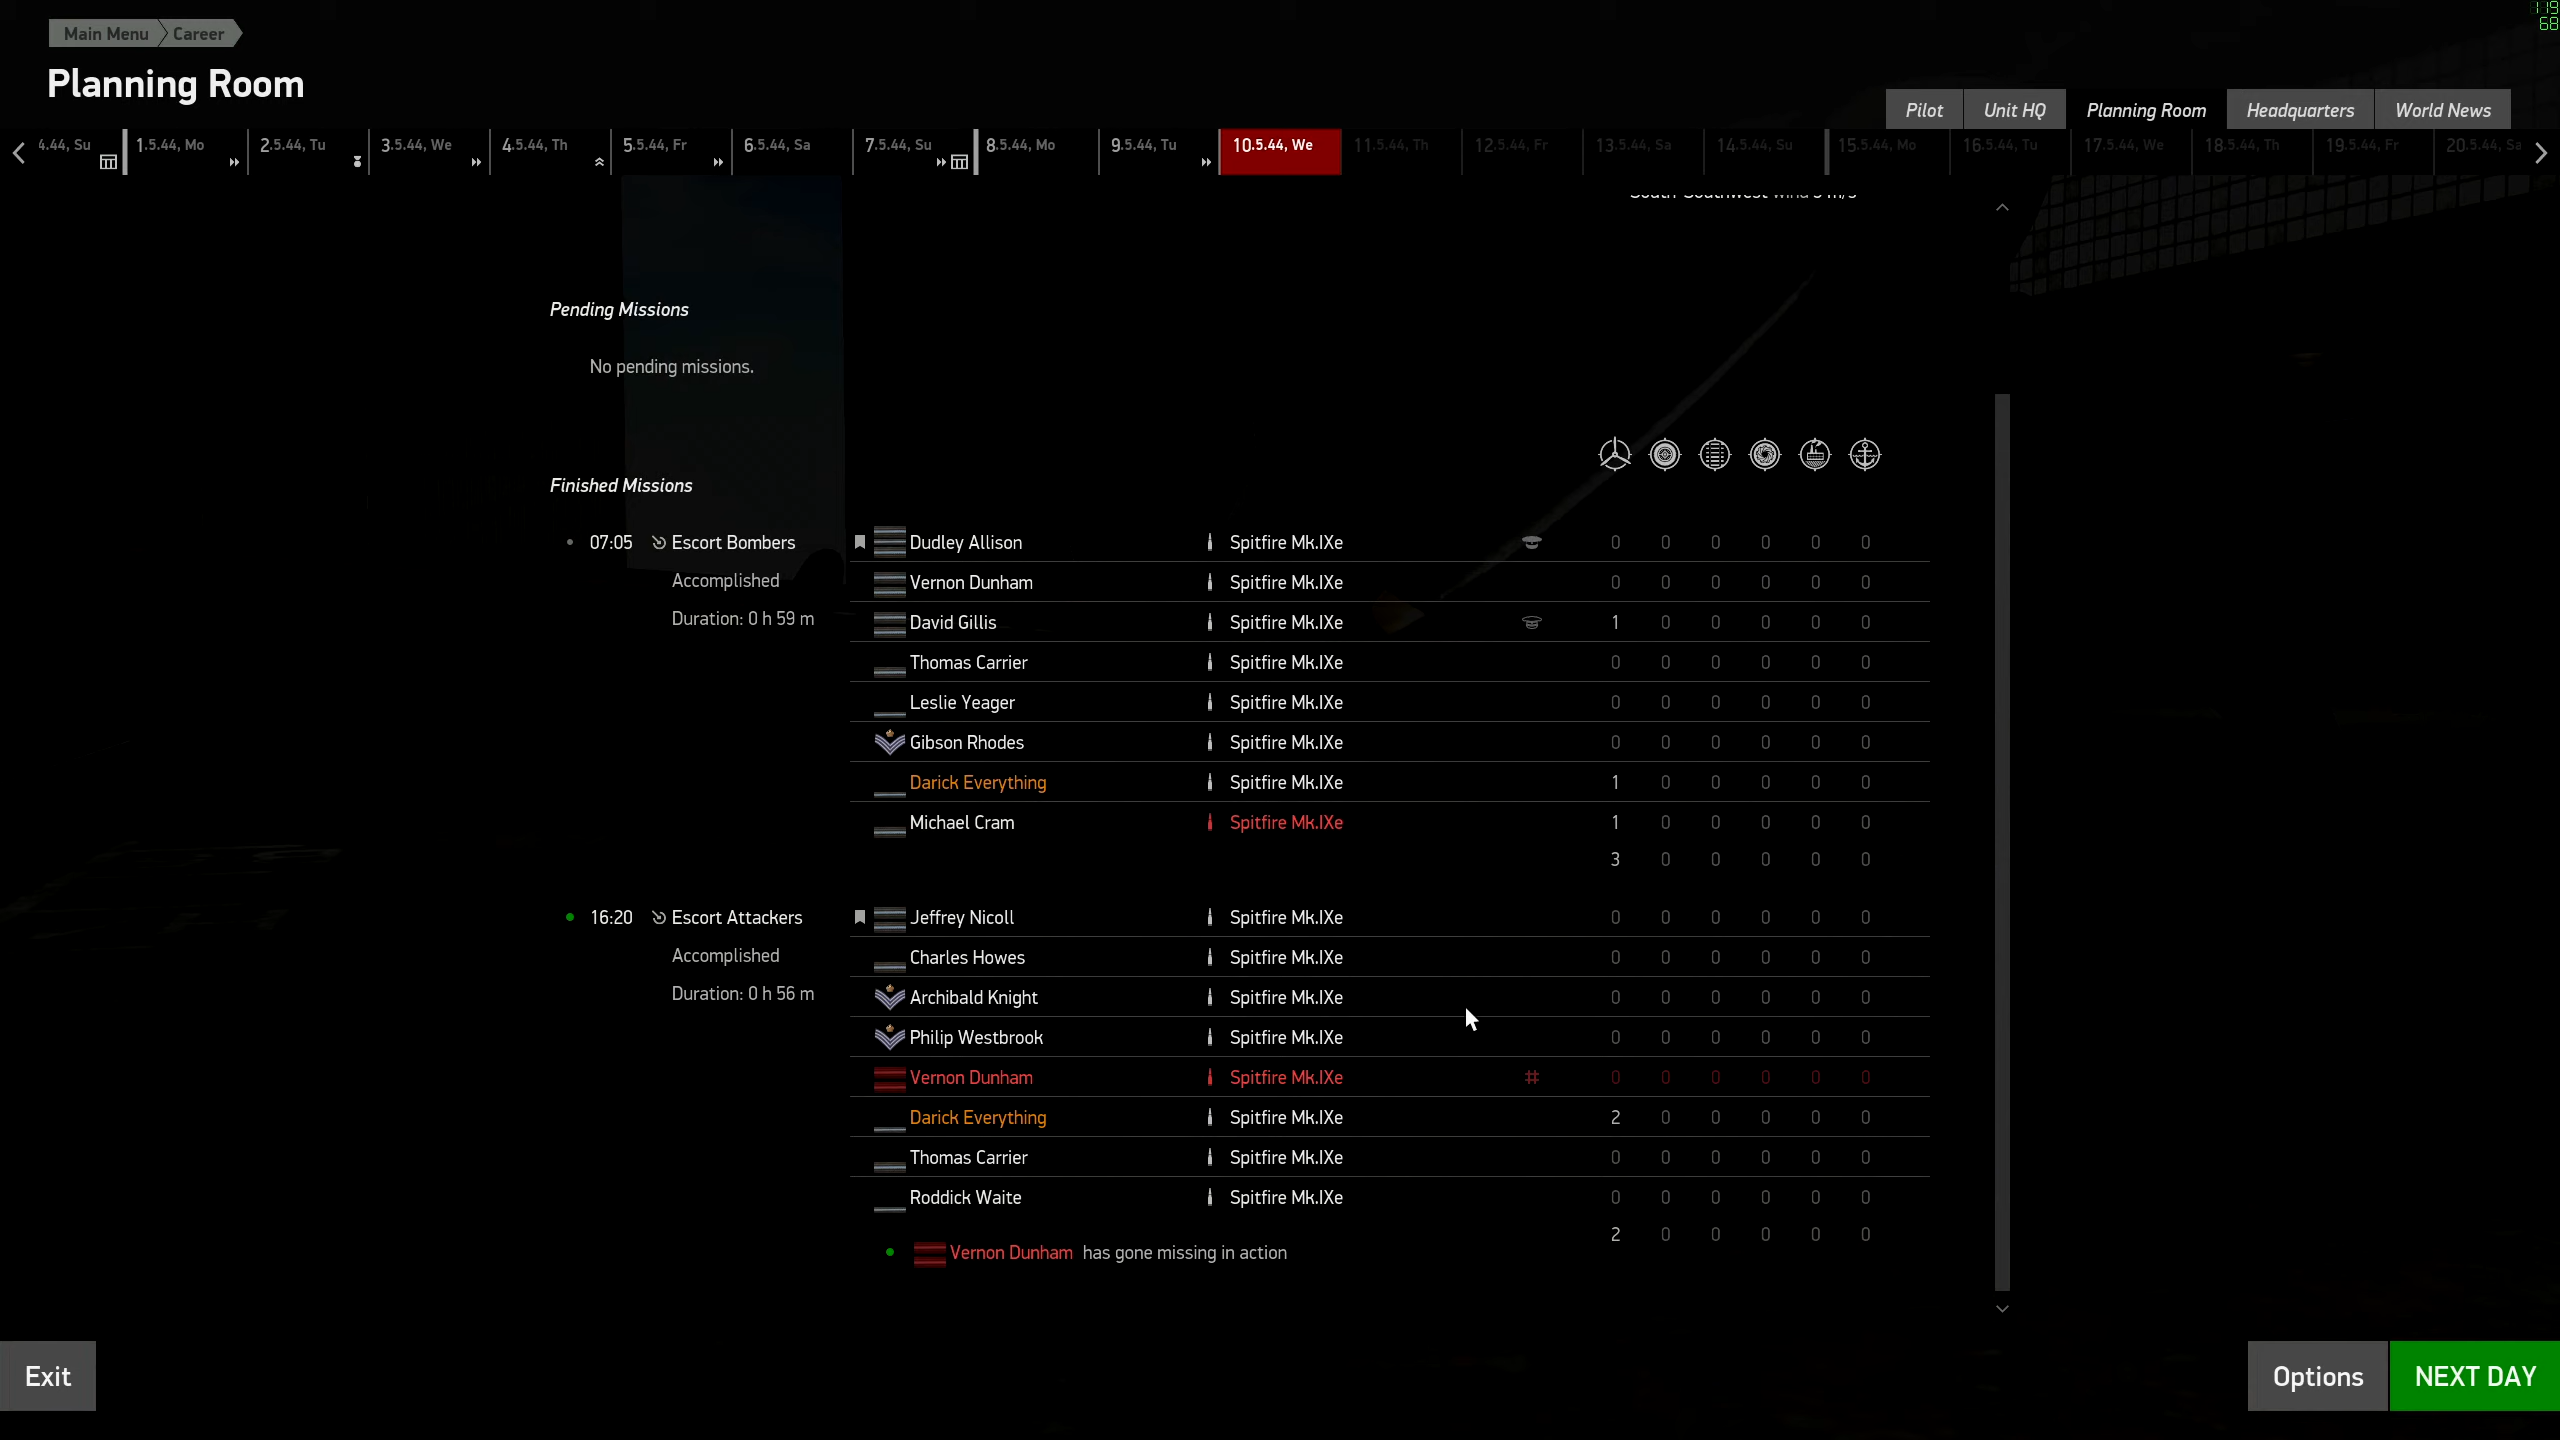 119
68
Main Menu Career
Planning Room
Pilot Unit HQ Planning Room Headquarters World News
4.44, Su 1.5.44, Mo 2.5.44, Tu 3.5.44, We 4.5.44, Th 5.5.44, Fr 6.5.44, Sa 7.5.44, Su 8.5.44, Mo 9.5.44, Tu 10.5.44, We 11.5.44, Th 12.5.44, Fr 13.5.44, Sa 14.5.44, Su 15.5.44, Mo 16.5.44, Tu 17.5.44, We 18.5.44, Th 19.5.44, Fr 20.5.44, Sa
South-Southwest wind 5 m/s
Pending Missions
No pending missions.
Finished Missions
07:05 Escort Bombers Dudley Allison Spitfire Mk.IXe 0 0 0 0 0 0
Accomplished Vernon Dunham Spitfire Mk.IXe 0 0 0 0 0 0
Duration: 0 h 59 m David Gillis Spitfire Mk.IXe 1 0 0 0 0 0
Thomas Carrier Spitfire Mk.IXe 0 0 0 0 0 0
Leslie Yeager Spitfire Mk.IXe 0 0 0 0 0 0
Gibson Rhodes Spitfire Mk.IXe 0 0 0 0 0 0
Darick Everything Spitfire Mk.IXe 1 0 0 0 0 0
Michael Cram Spitfire Mk.IXe 1 0 0 0 0 0
3 0 0 0 0 0
16:20 Escort Attackers Jeffrey Nicoll Spitfire Mk.IXe 0 0 0 0 0 0
Accomplished Charles Howes Spitfire Mk.IXe 0 0 0 0 0 0
Duration: 0 h 56 m Archibald Knight Spitfire Mk.IXe 0 0 0 0 0 0
Philip Westbrook Spitfire Mk.IXe 0 0 0 0 0 0
Vernon Dunham Spitfire Mk.IXe # 0 0 0 0 0 0
Darick Everything Spitfire Mk.IXe 2 0 0 0 0 0
Thomas Carrier Spitfire Mk.IXe 0 0 0 0 0 0
Roddick Waite Spitfire Mk.IXe 0 0 0 0 0 0
2 0 0 0 0 0
Vernon Dunham has gone missing in action
Exit Options NEXT DAY